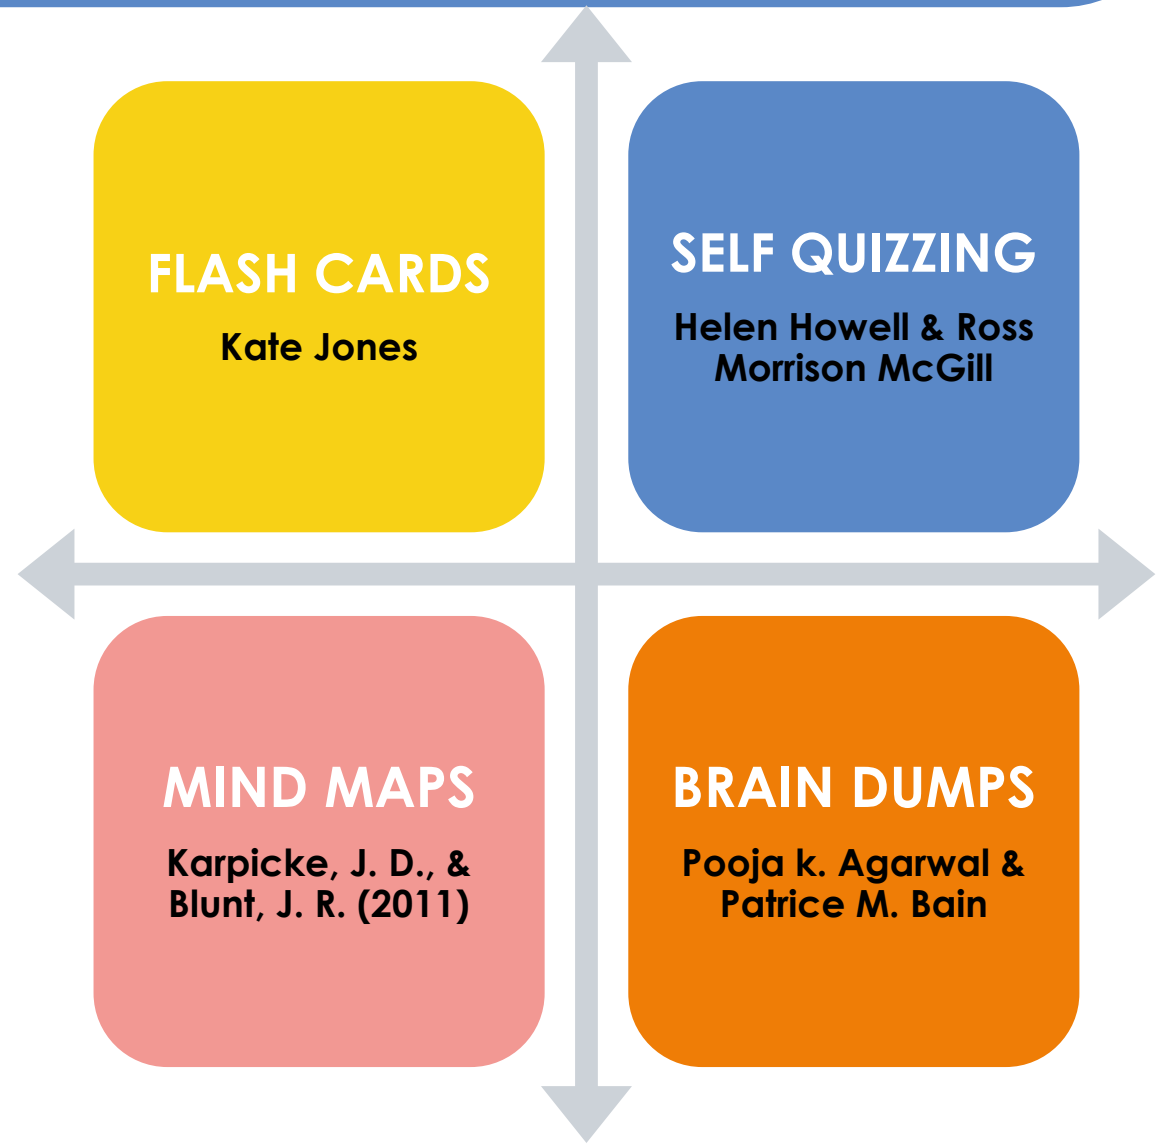 FLASH CARDS
Kate Jones
SELF QUIZZING
Helen Howell & Ross
Morrison McGill
MIND MAPS
Karpicke, J. D., &
Blunt, J. R. (2011)
BRAIN DUMPS
Pooja k. Agarwal &
Patrice M. Bain